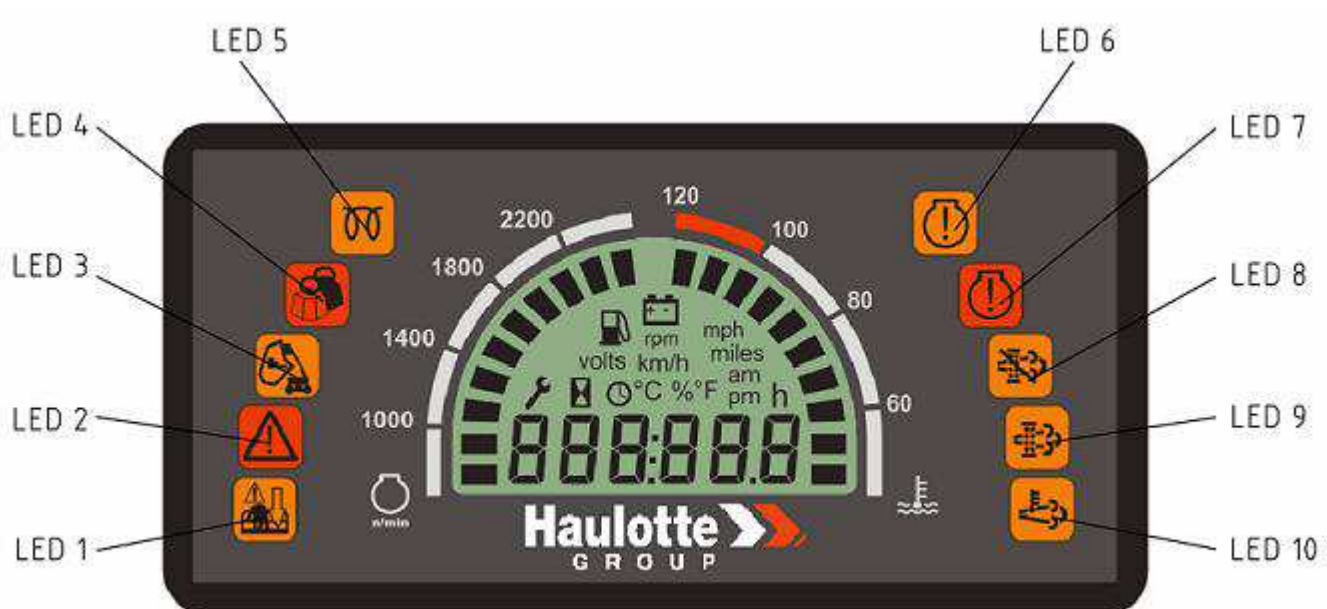 LED 5
LED 6
LED 4
LED 7
LED 3
LED 8
LED 2
LED 9
LED 1
LED 10
2200
1800
1400
1000
n/min
120
100
80
60
rpm
mph
volts
km/h
miles
am
°C
%
°F
pm
h
888:88.8
Haulotte
GROUP